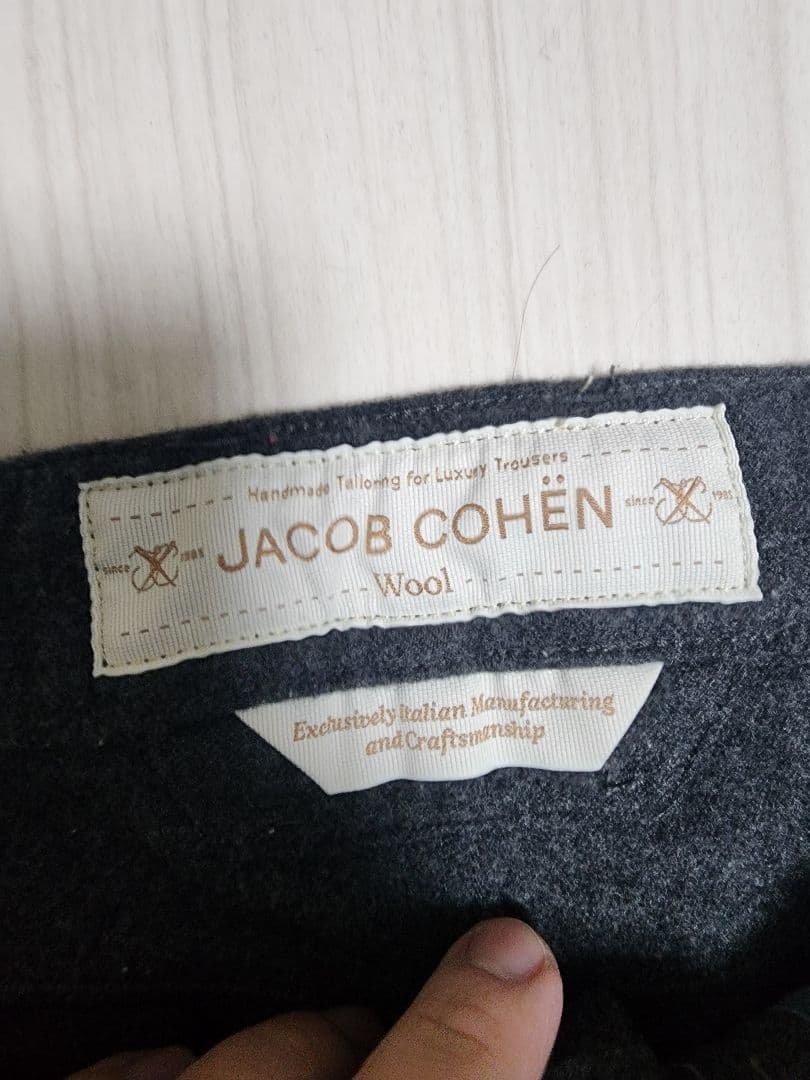 Handmade Tailoring for Luxury Trousers
since 1985 JACOB COHËN since 1985
Wool
Exclusively Italian Manufacturing
and Craftsmanship